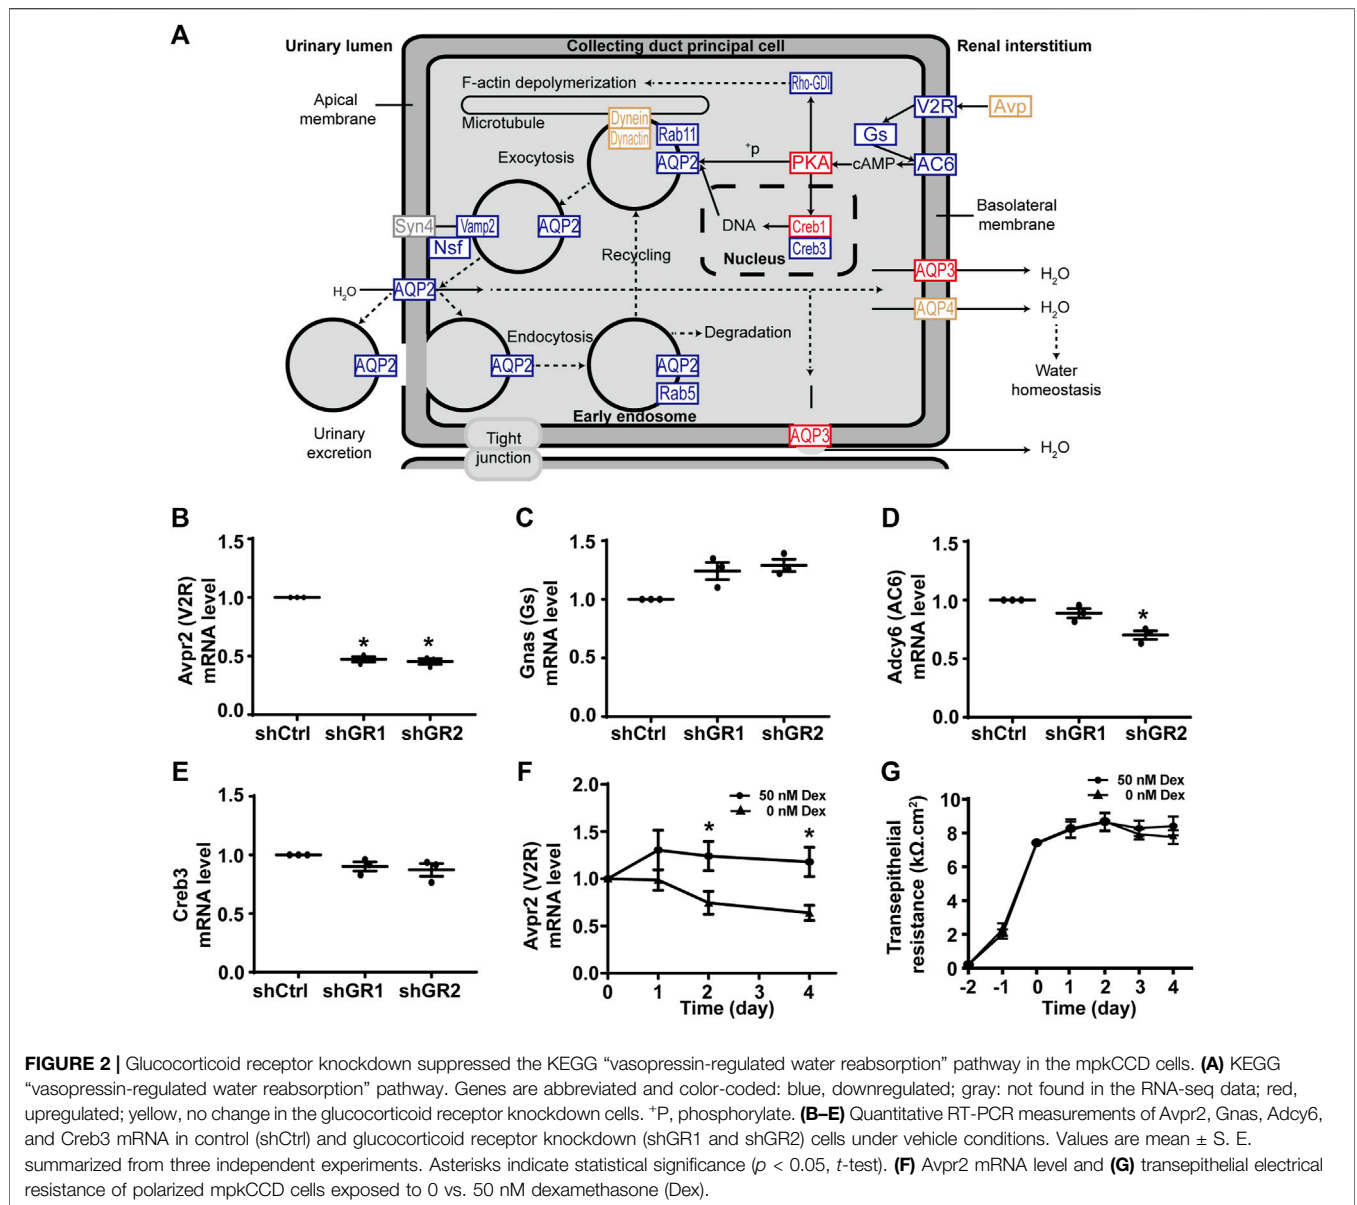 A
Urinary lumen
Collecting duct principal cell
Renal interstitium
Apical
membrane
F-actin depolymerization
Rho-GDI
V2R
Avp
Microtubule
Dynein
Dynactin
Rab11
Gs
Exocytosis
AQP2
+p
PKA
cAMP
AC6
Basolateral
membrane
Syn4
Vamp2
Nsf
AQP2
DNA
Creb1
Creb3
Nucleus
Recycling
AQP3
H2O
H2O
AQP2
AQP4
H2O
Endocytosis
Degradation
AQP2
AQP2
AQP2
Rab5
Water
homeostasis
Early endosome
Urinary
excretion
Tight
junction
AQP3
H2O
B
Avpr2 (V2R)
mRNA level
1.5
1.0
0.5
0.0
* *
shCtrl shGR1 shGR2
C
Gnas (Gs)
mRNA level
1.5
1.0
0.5
0.0
shCtrl shGR1 shGR2
D
Adcy6 (AC6)
mRNA level
1.5
1.0
0.5
0.0
*
shCtrl shGR1 shGR2
E
Creb3
mRNA level
1.5
1.0
0.5
0.0
shCtrl shGR1 shGR2
F
Avpr2 (V2R)
mRNA level
2.0
1.5
1.0
0.5
0.0
50 nM Dex
0 nM Dex
* *
0 1 2 3 4
Time (day)
G
Transepithelial
resistance (kΩ.cm²)
10
8
6
4
2
0
50 nM Dex
0 nM Dex
-2 -1 0 1 2 3 4
Time (day)
FIGURE 2 | Glucocorticoid receptor knockdown suppressed the KEGG “vasopressin-regulated water reabsorption” pathway in the mpkCCD cells. (A) KEGG
“vasopressin-regulated water reabsorption” pathway. Genes are abbreviated and color-coded: blue, downregulated; gray: not found in the RNA-seq data; red,
upregulated; yellow, no change in the glucocorticoid receptor knockdown cells. +P, phosphorylate. (B–E) Quantitative RT-PCR measurements of Avpr2, Gnas, Adcy6,
and Creb3 mRNA in control (shCtrl) and glucocorticoid receptor knockdown (shGR1 and shGR2) cells under vehicle conditions. Values are mean ± S. E.
summarized from three independent experiments. Asterisks indicate statistical significance (p < 0.05, t-test). (F) Avpr2 mRNA level and (G) transepithelial electrical
resistance of polarized mpkCCD cells exposed to 0 vs. 50 nM dexamethasone (Dex).